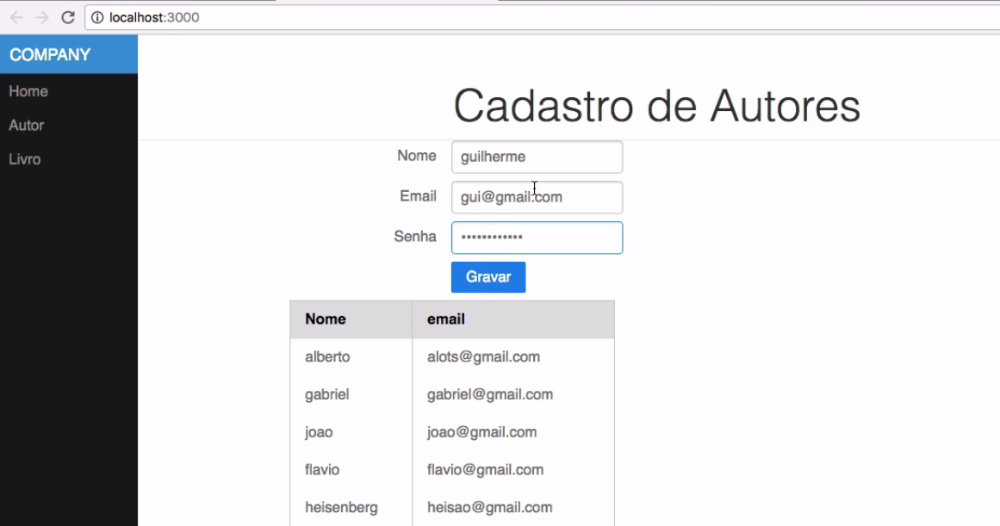 localhost:3000
COMPANY
Home
Autor
Livro
Cadastro de Autores
Nome guilherme
Email gui@gmail.com
Senha ••••••••••••
Gravar
Nome email
alberto alots@gmail.com
gabriel gabriel@gmail.com
joao joao@gmail.com
flavio flavio@gmail.com
heisenberg heisao@gmail.com